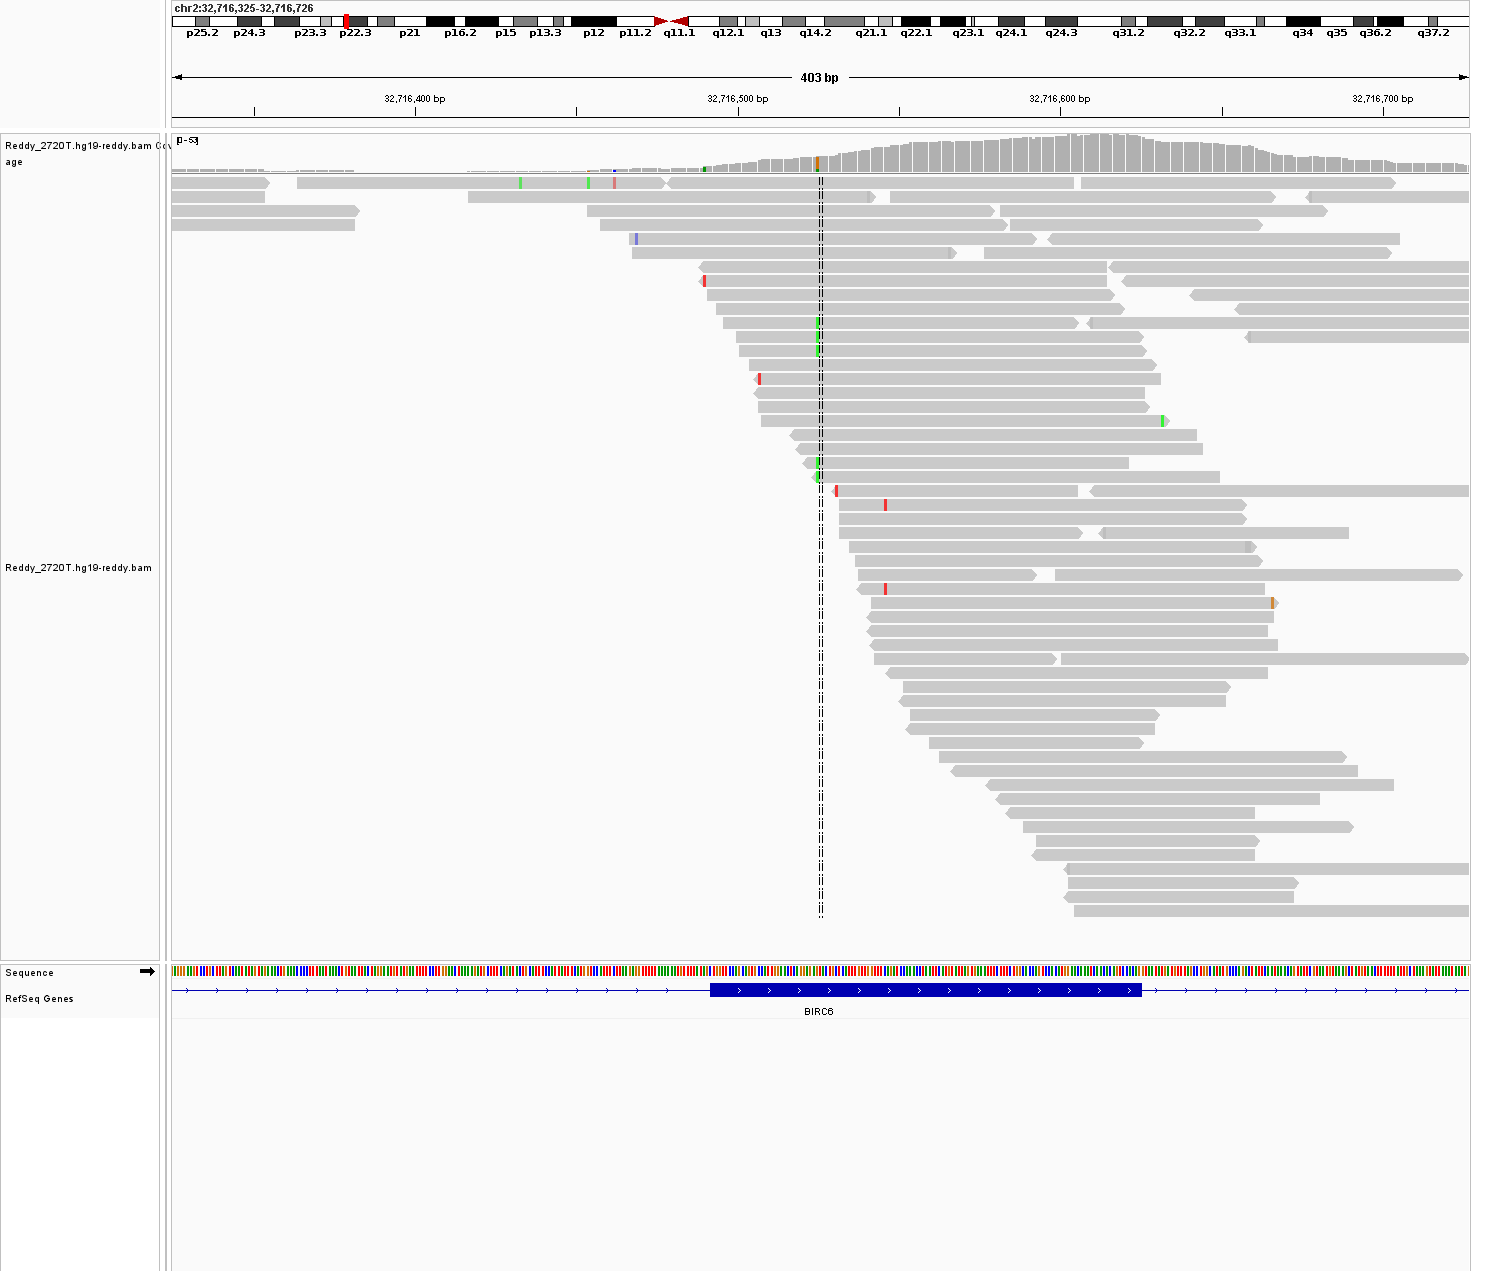 chr2:32,716,325-32,716,726
p25.2 p24.3 p23.3 p22.3 p21 p16.2 p15 p13.3 p12 p11.2 q11.1 q12.1 q13 q14.2 q21.1 q22.1 q23.1 q24.1 q24.3 q31.2 q32.2 q33.1 q34 q35 q36.2 q37.2
403 bp
32,716,400 bp 32,716,500 bp 32,716,600 bp 32,716,700 bp
Reddy_2720T.hg19-reddy.bam Cov
age
[0 - 53]
Reddy_2720T.hg19-reddy.bam
Sequence
RefSeq Genes
BIRC6